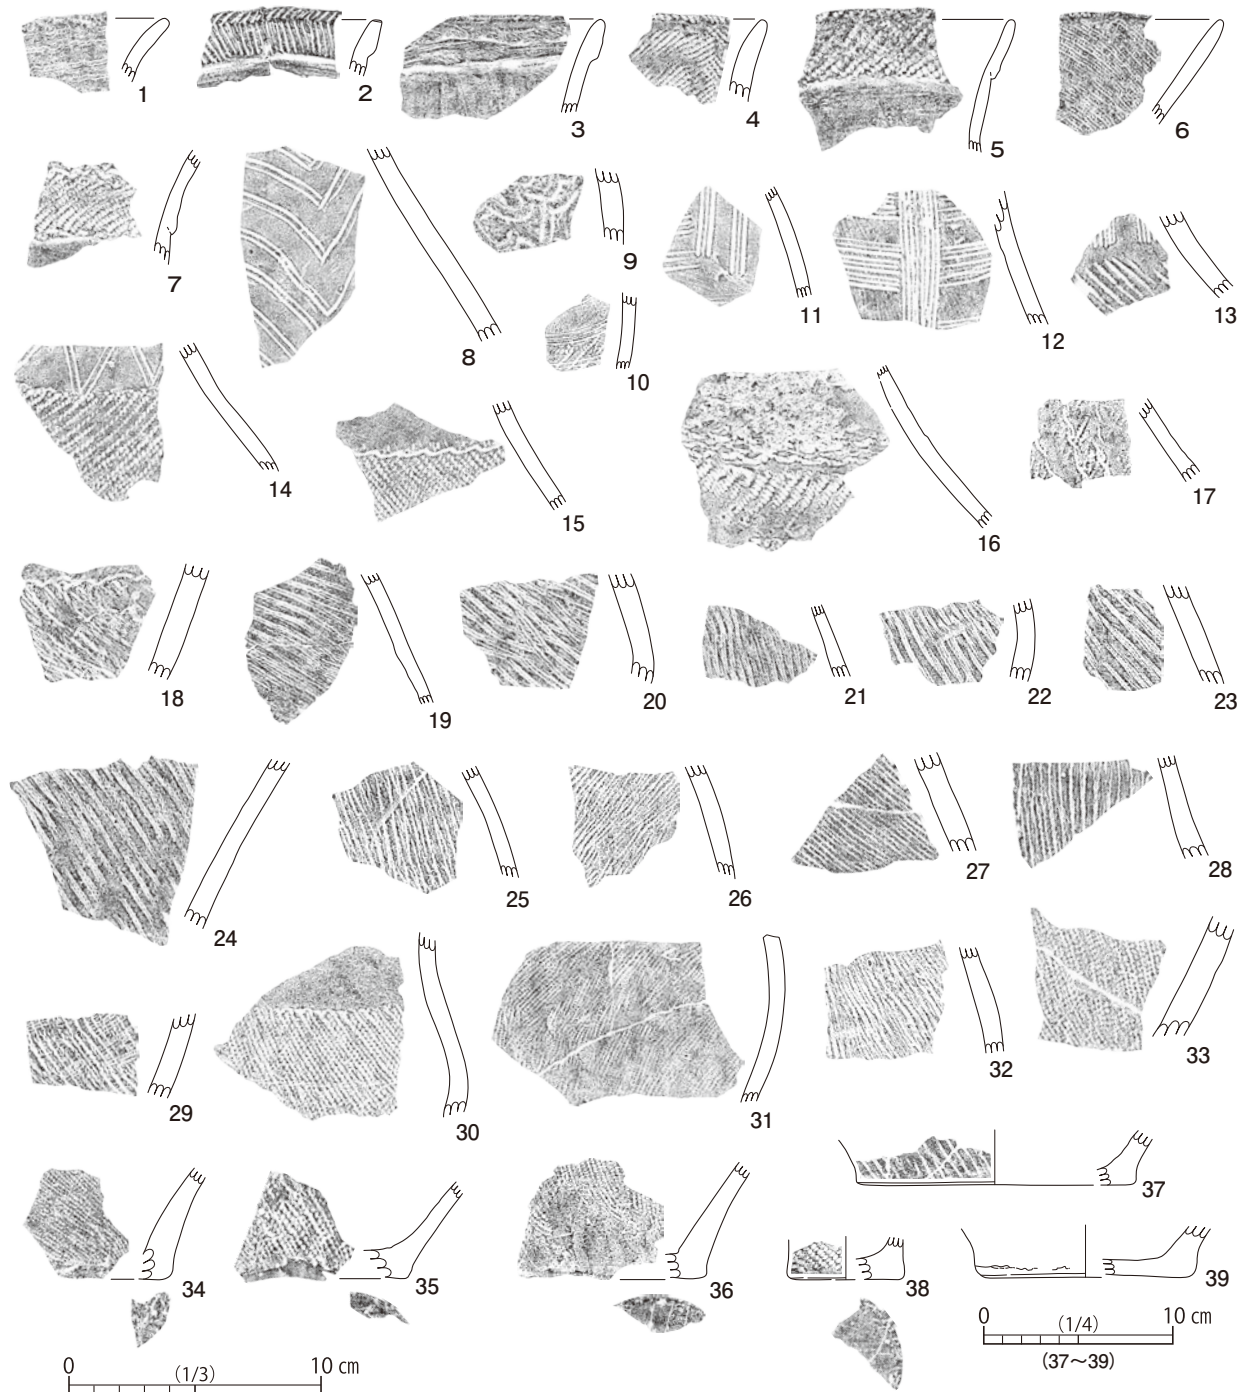 1 2 3 4 5 6
7 8 9 10 11 12 13
14 15 16 17
18 19 20 21 22 23
24 25 26 27 28
29 30 31 32 33
34 35 36 37 38 39
0 (1/4) 10 cm
(37〜39)
0 (1/3) 10 cm